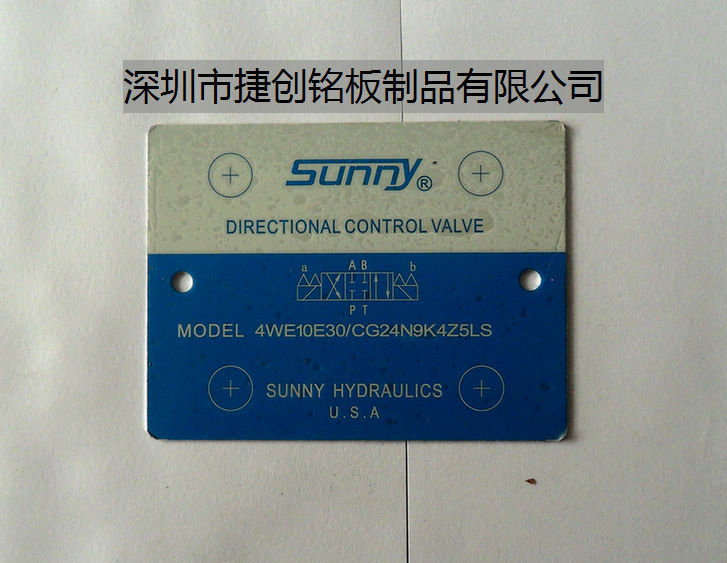 深圳市捷创铭板制品有限公司
Sunny®
DIRECTIONAL CONTROL VALVE
a A B b
P T
MODEL 4WE10E30/CG24N9K4Z5LS
SUNNY HYDRAULICS
U.S.A